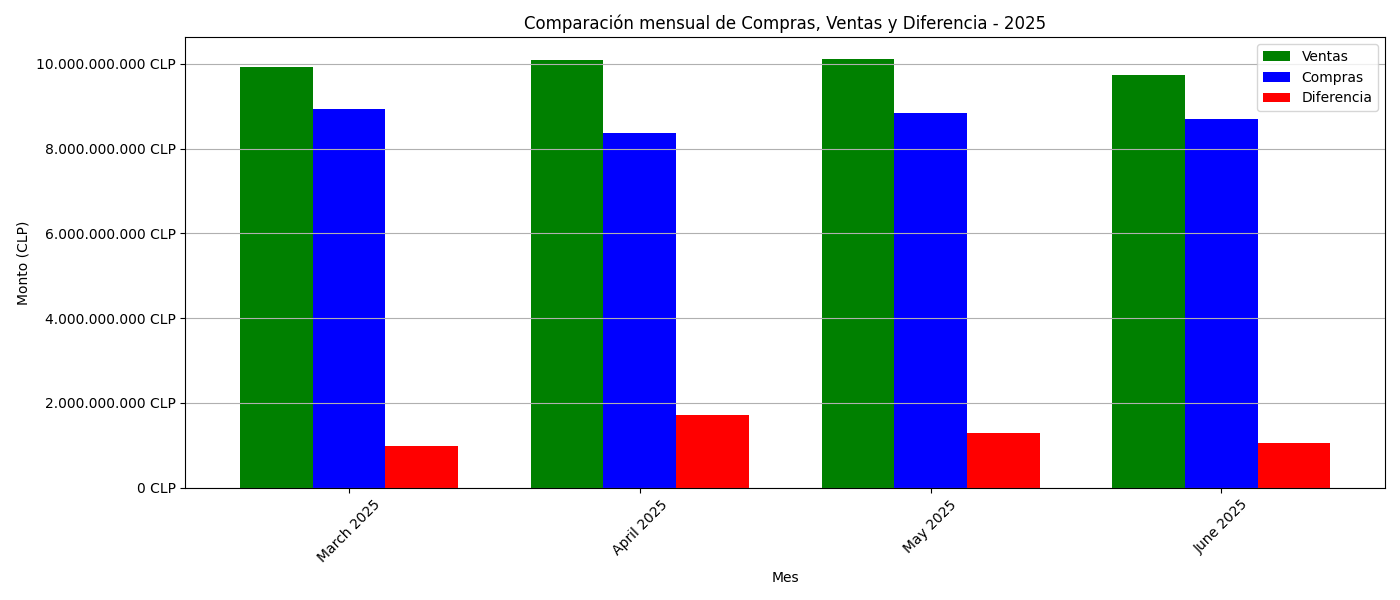 Comparación mensual de Compras, Ventas y Diferencia - 2025
Ventas
Compras
Diferencia
Monto (CLP)
10.000.000.000 CLP
8.000.000.000 CLP
6.000.000.000 CLP
4.000.000.000 CLP
2.000.000.000 CLP
0 CLP
March 2025
April 2025
May 2025
June 2025
Mes